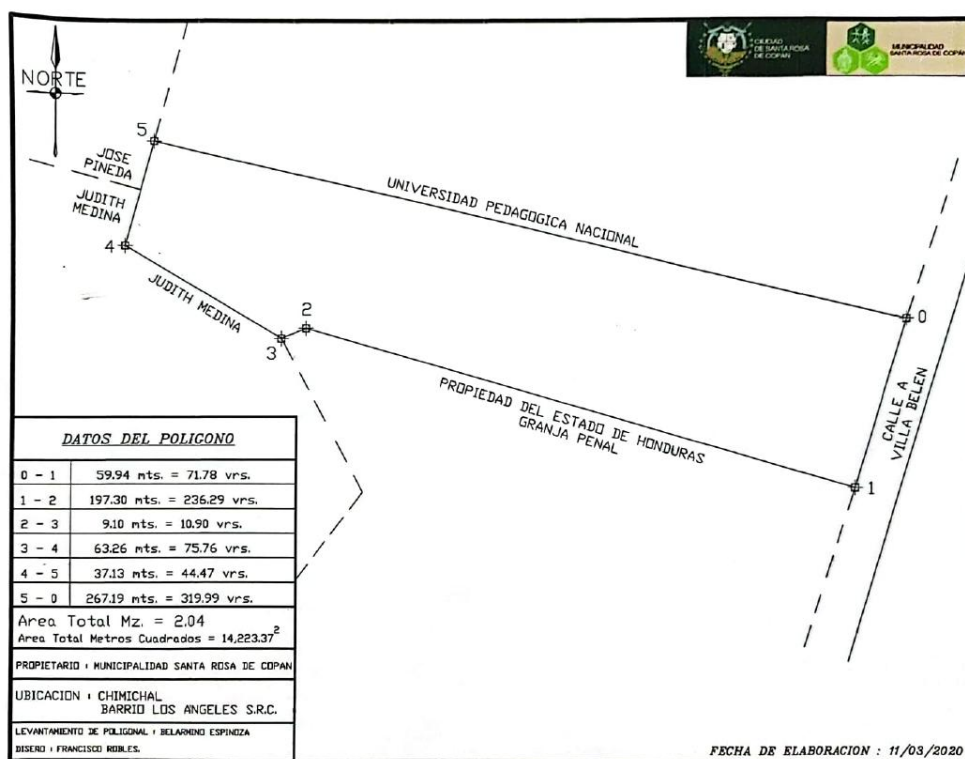 CIUDAD
DE SANTA ROSA
DE COPAN
MUNICIPALIDAD
SANTA ROSA DE COPAN
NORTE
5
JOSE
PINEDA
JUDITH
MEDINA
UNIVERSIDAD PEDAGOGICA NACIONAL
4
JUDITH MEDINA
2
3
0
PROPIEDAD DEL ESTADO DE HONDURAS
GRANJA PENAL
CALLE A
VILLA BELEN
1
DATOS DEL POLIGONO
0 - 1 59.94 mts. = 71.78 vrs.
1 - 2 197.30 mts. = 236.29 vrs.
2 - 3 9.10 mts. = 10.90 vrs.
3 - 4 63.26 mts. = 75.76 vrs.
4 - 5 37.13 mts. = 44.47 vrs.
5 - 0 267.19 mts. = 319.99 vrs.
Area Total Mz. = 2.04
Area Total Metros Cuadrados = 14,223.37²
PROPIETARIO : MUNICIPALIDAD SANTA ROSA DE COPAN
UBICACION : CHIMICHAL
BARRIO LOS ANGELES S.R.C.
LEVANTAMIENTO DE POLIGONAL : BELARMINO ESPINOZA
DISEÑO : FRANCISCO ROBLES.
FECHA DE ELABORACION : 11/03/2020